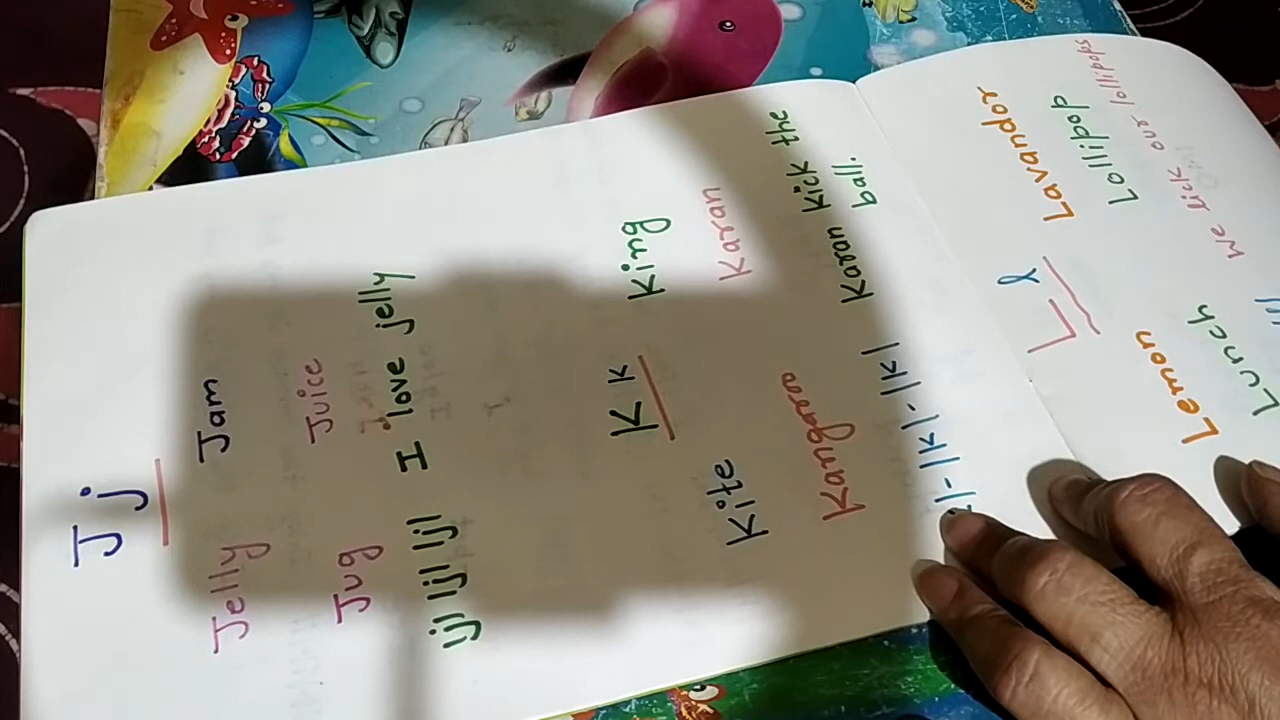 J j
Jelly Jam
Jug Juice
|j| |j| |j| I love jelly
K k
Kite King
Kangaroo Karan
|-|k|-|k| Karan kick the
ball.
L l
Lemon Lavandor
Lunch Lollipop
We lick our lollipops